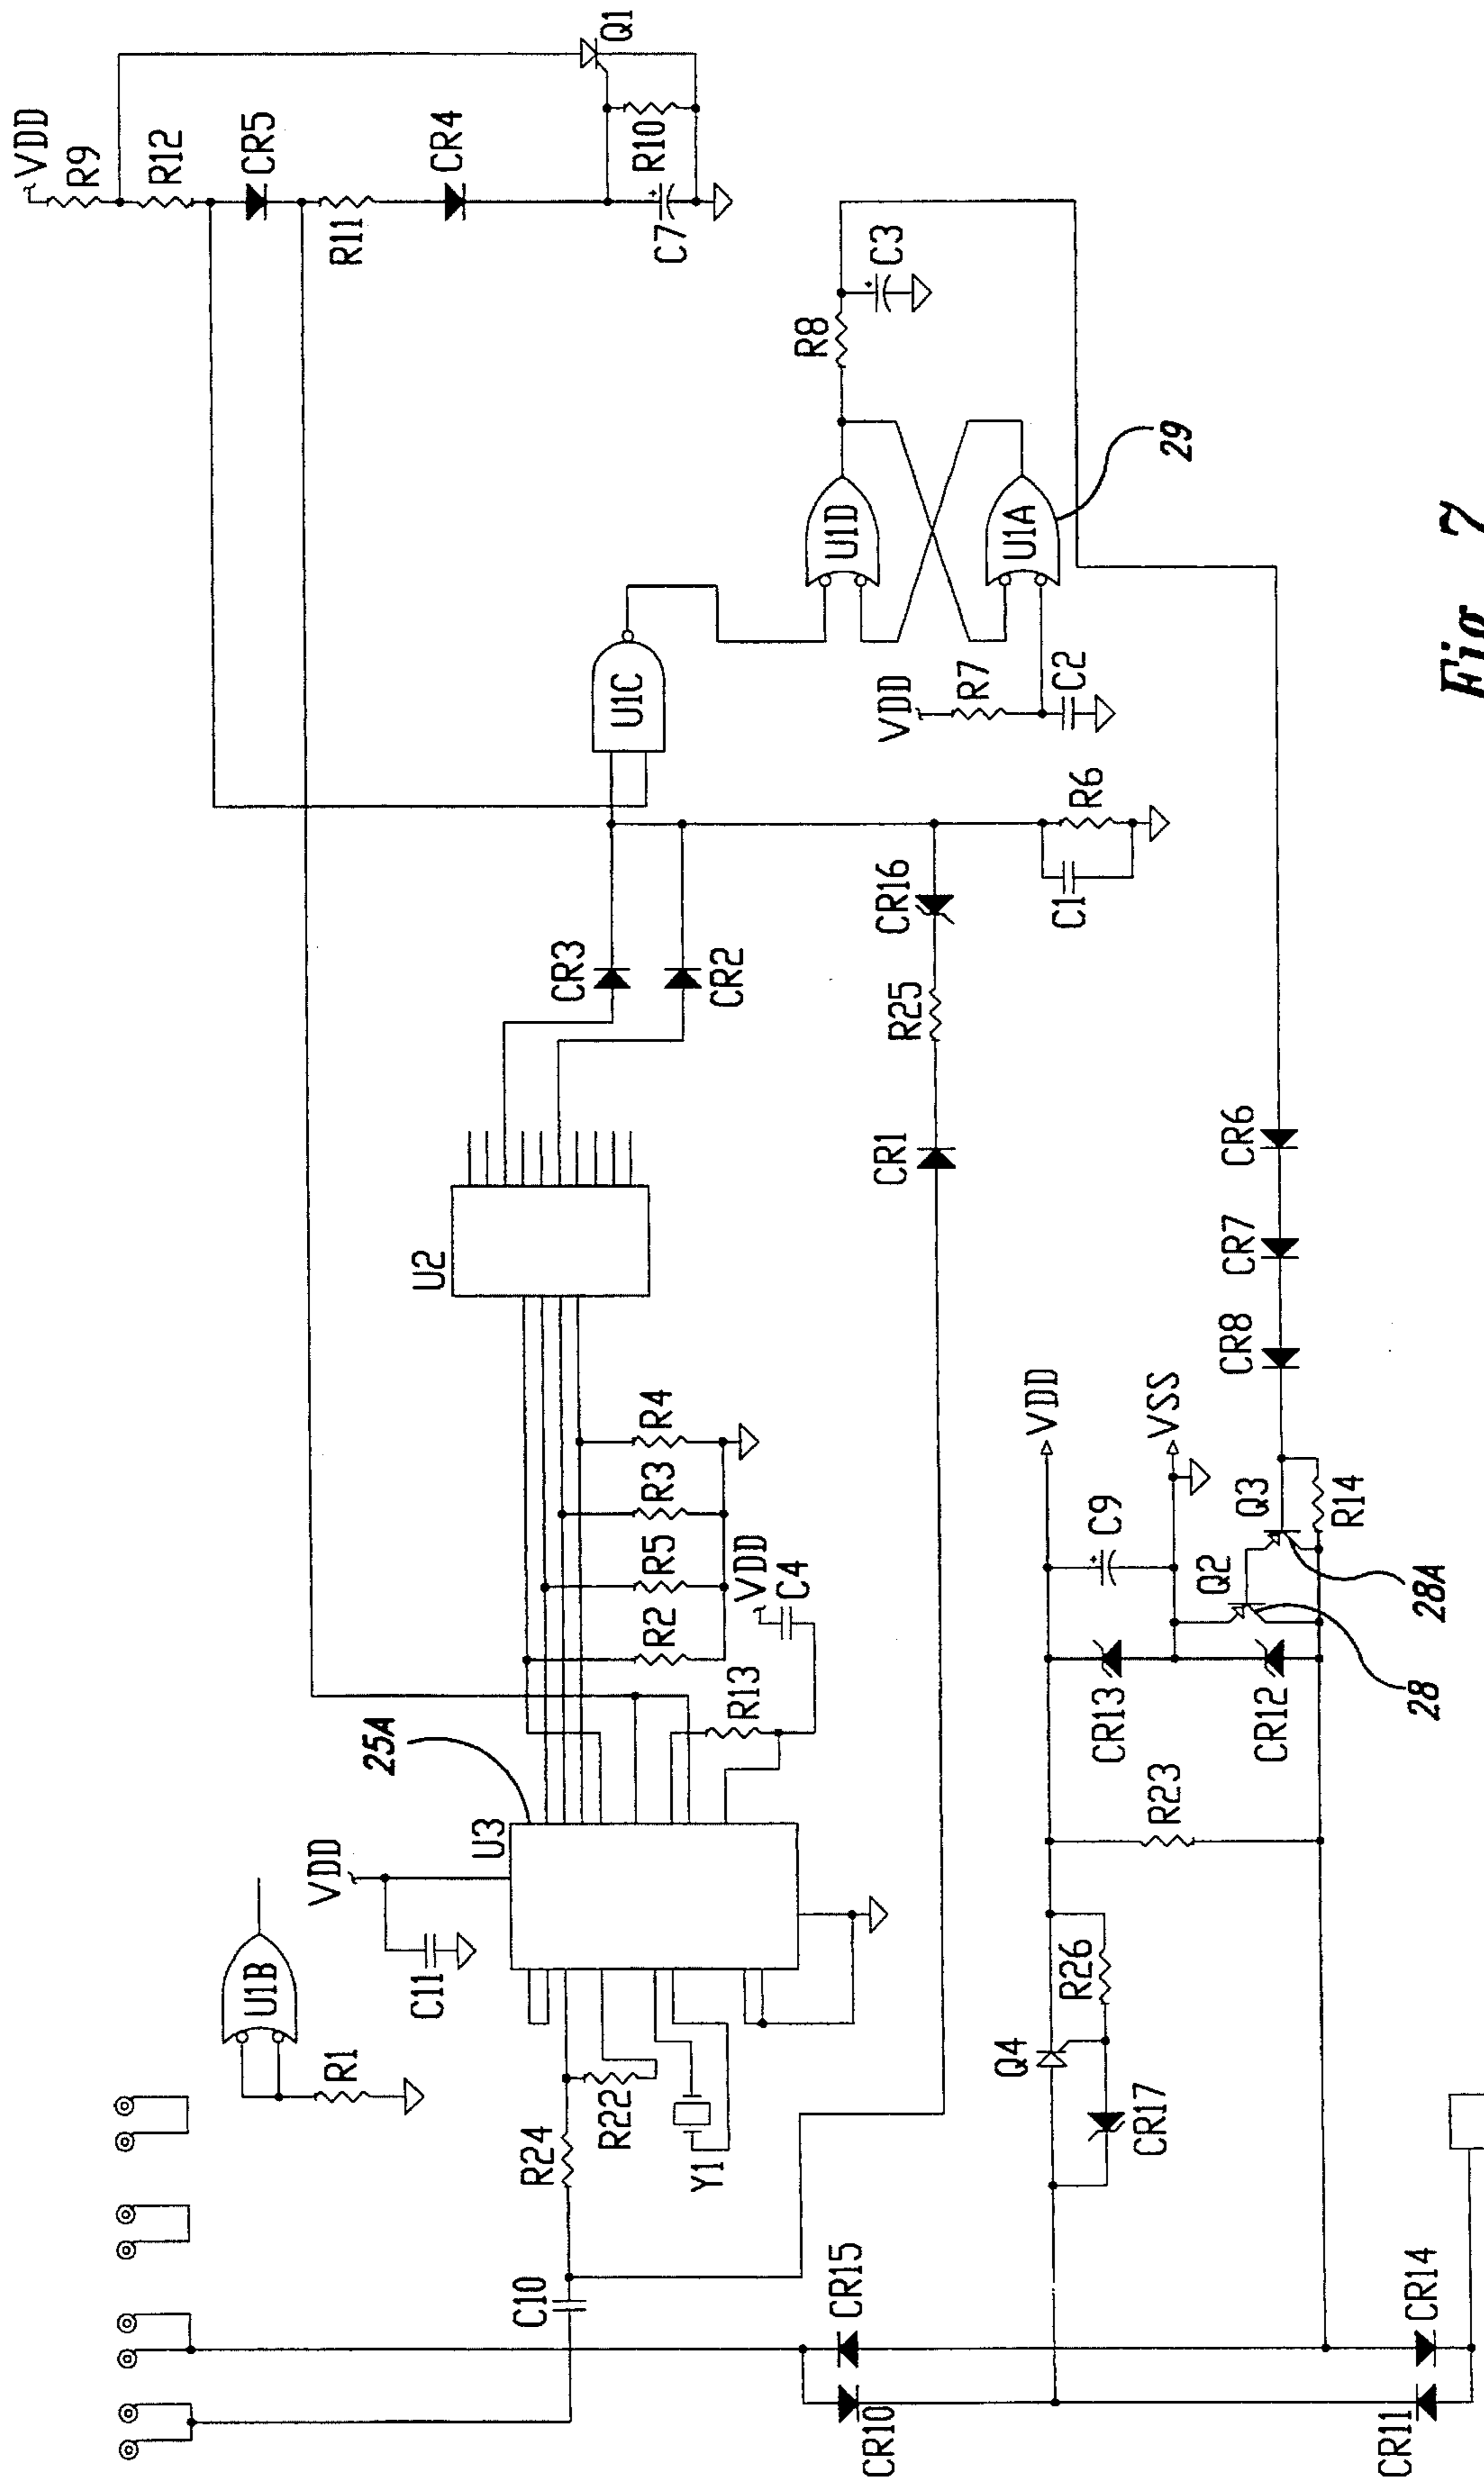 VDD
R9
R12
CR5
R11
CR4
R10
C7
Q1
R8
C3
U1D
U1A
29
U1C
VDD
R7
C2
R6
C1
CR16
CR3
CR2
R25
CR1
U2
CR6
CR7
CR8
R4
R3
R5
R2
VDD
C4
R13
VDD
VSS
C9
Q3
Q2
R14
28A
28
CR13
CR12
R23
25A
U3
VDD
C11
U1B
R1
R24
R22
Y1
Q4
R26
CR17
C10
CR15
CR10
CR14
CR11
Fig. 7